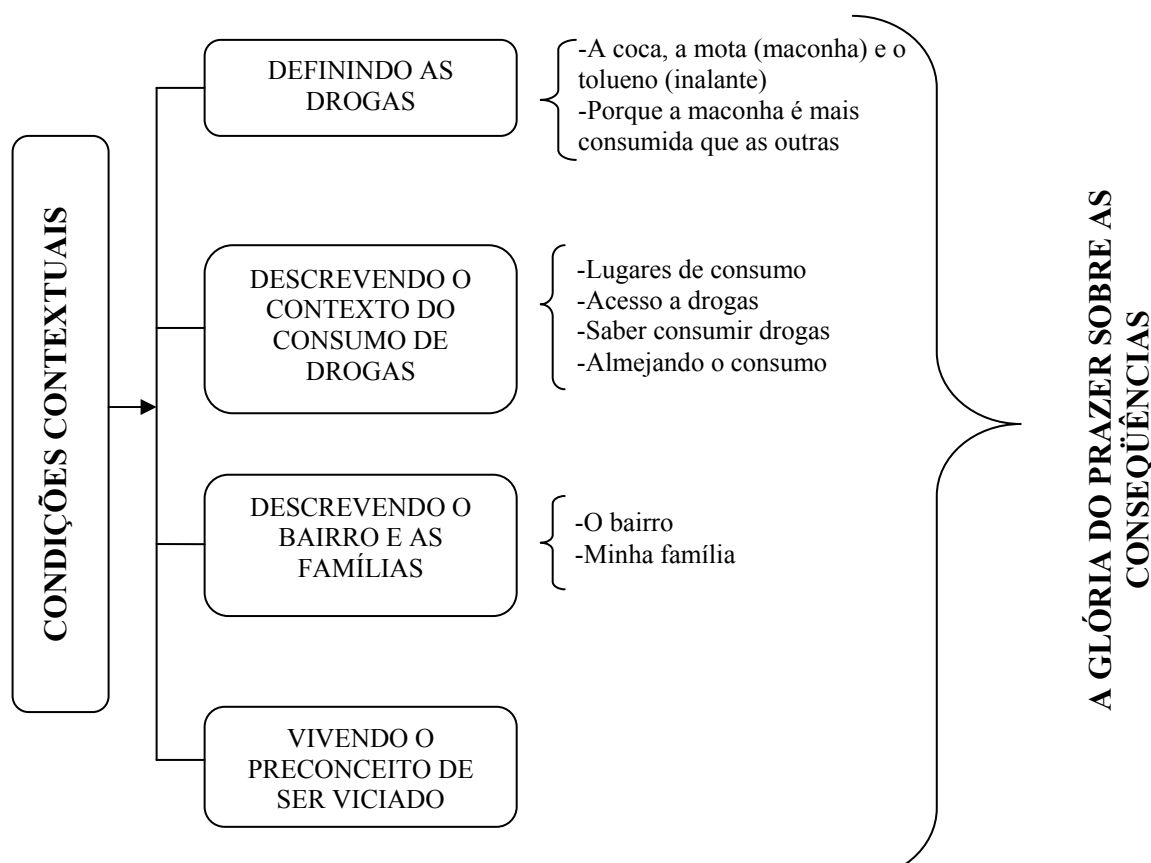 CONDIÇÕES CONTEXTUAIS
DEFININDO AS
DROGAS
-A coca, a mota (maconha) e o
tolueno (inalante)
-Porque a maconha é mais
consumida que as outras
DESCREVENDO O
CONTEXTO DO
CONSUMO DE
DROGAS
-Lugares de consumo
-Acesso a drogas
-Saber consumir drogas
-Almejando o consumo
DESCREVENDO O
BAIRRO E AS
FAMÍLIAS
-O bairro
-Minha família
VIVENDO O
PRECONCEITO DE
SER VICIADO
A GLÓRIA DO PRAZER SOBRE AS
CONSEQÜÊNCIAS